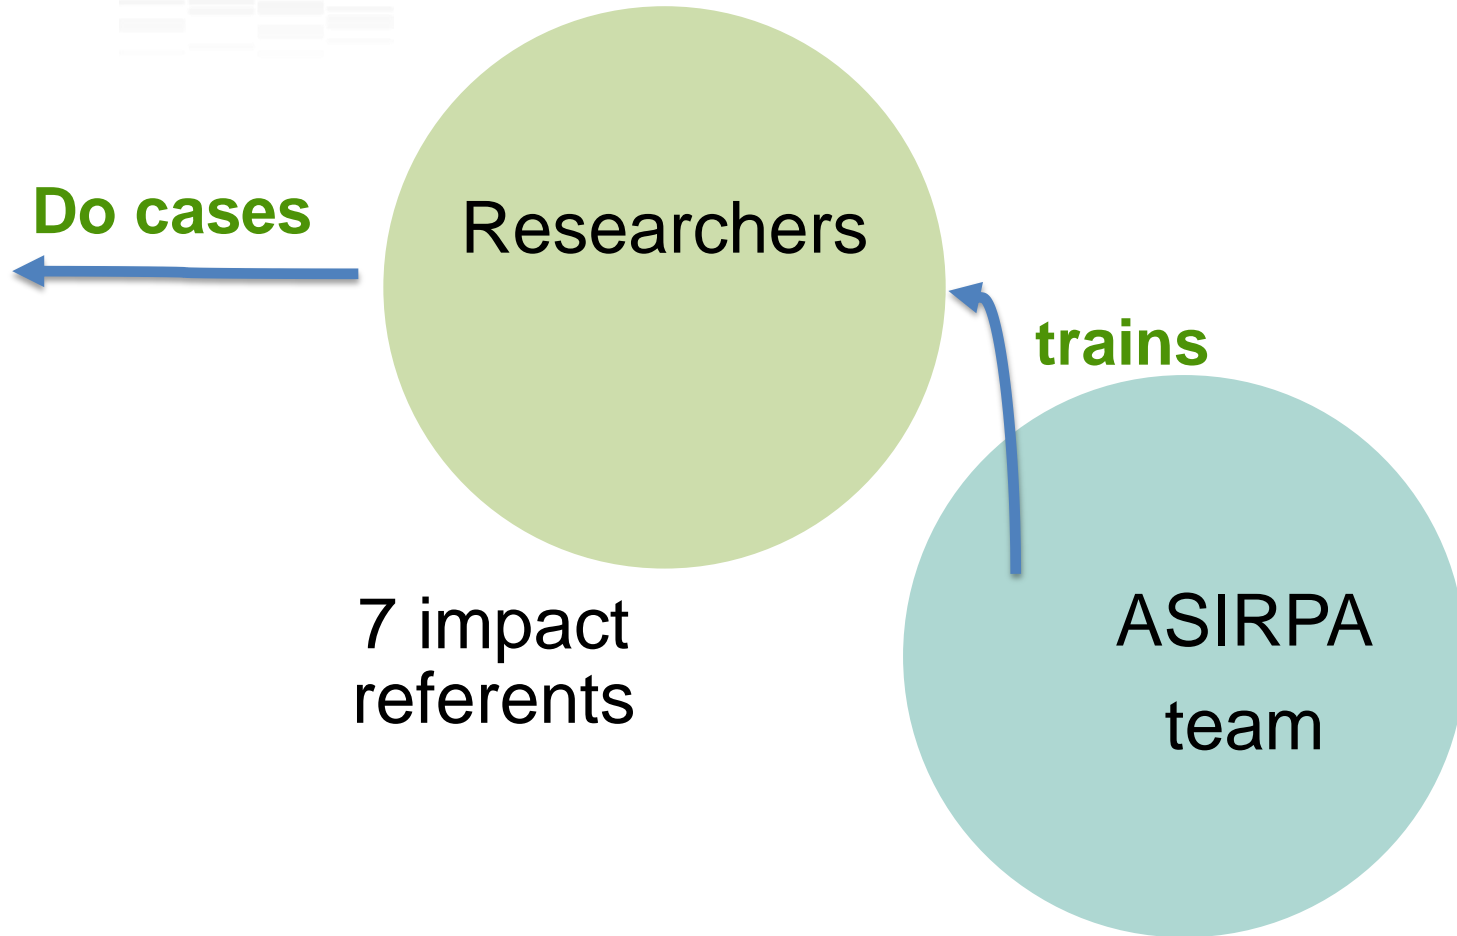 Do cases
Researchers
trains
7 impact
referents
ASIRPA
team